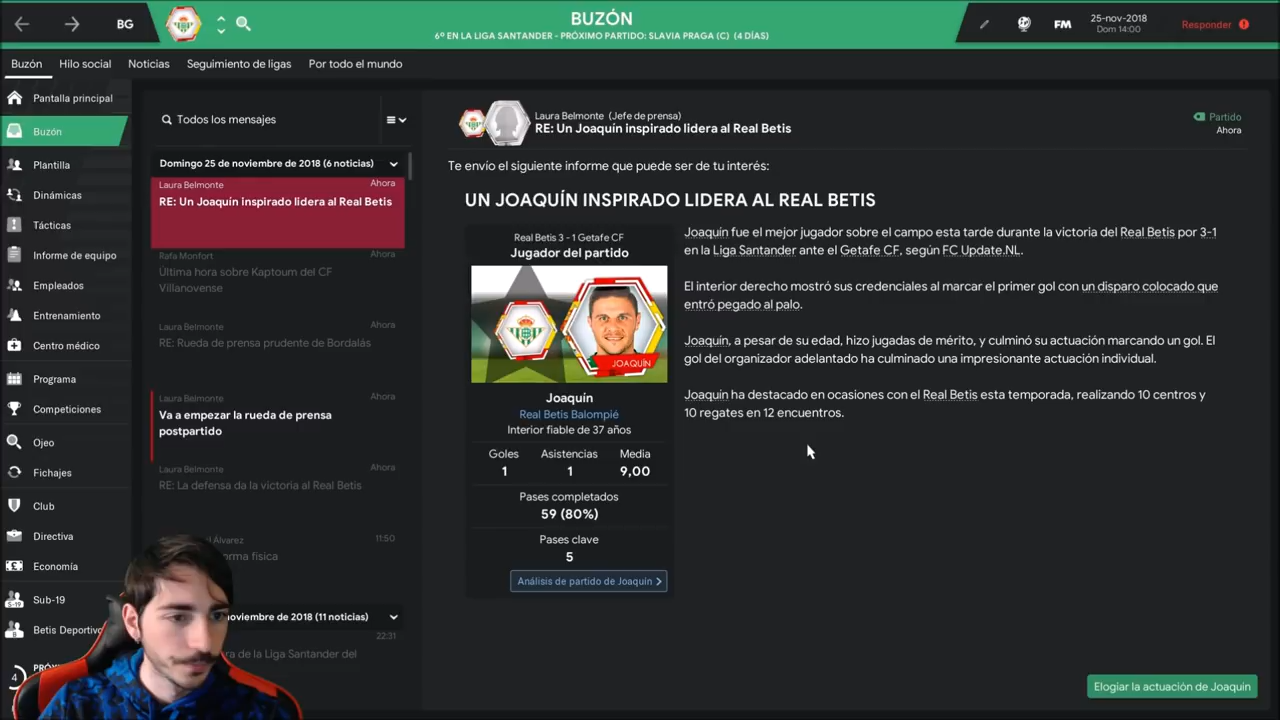 BG
BUZÓN
6º EN LA LIGA SANTANDER - PRÓXIMO PARTIDO: SLAVIA PRAGA (C) (4 DÍAS)
FM
25-nov-2018
Dom 14:00
Responder
Buzón
Hilo social
Noticias
Seguimiento de ligas
Por todo el mundo
Pantalla principal
Buzón
Plantilla
Dinámicas
Tácticas
Informe de equipo
Empleados
Entrenamiento
Centro médico
Programa
Competiciones
Ojeo
Fichajes
Club
Directiva
Economía
Sub-19
Betis Deportivo
4
Todos los mensajes
Domingo 25 de noviembre de 2018 (6 noticias)
Laura Belmonte
Ahora
RE: Un Joaquín inspirado lidera al Real Betis
Rafa Monfort
Ahora
Última hora sobre Kaptoum del CF
Villanovense
Laura Belmonte
Ahora
RE: Rueda de prensa prudente de Bordalás
Laura Belmonte
Ahora
Va a empezar la rueda de prensa
postpartido
Laura Belmonte
Ahora
RE: La defensa da la victoria al Real Betis
Álvarez
11:50
forma física
noviembre de 2018 (11 noticias)
22:31
de la Liga Santander del
Laura Belmonte (Jefe de prensa)
RE: Un Joaquín inspirado lidera al Real Betis
Partido
Ahora
Te envío el siguiente informe que puede ser de tu interés:
UN JOAQUÍN INSPIRADO LIDERA AL REAL BETIS
Real Betis 3 - 1 Getafe CF
Jugador del partido
JOAQUÍN
Joaquín
Real Betis Balompié
Interior fiable de 37 años
Goles
Asistencias
Media
1
1
9,00
Pases completados
59 (80%)
Pases clave
5
Análisis de partido de Joaquín
Joaquín fue el mejor jugador sobre el campo esta tarde durante la victoria del Real Betis por 3-1
en la Liga Santander ante el Getafe CF, según FC Update.NL.
El interior derecho mostró sus credenciales al marcar el primer gol con un disparo colocado que
entró pegado al palo.
Joaquín, a pesar de su edad, hizo jugadas de mérito, y culminó su actuación marcando un gol. El
gol del organizador adelantado ha culminado una impresionante actuación individual.
Joaquín ha destacado en ocasiones con el Real Betis esta temporada, realizando 10 centros y
10 regates en 12 encuentros.
Elogiar la actuación de Joaquín